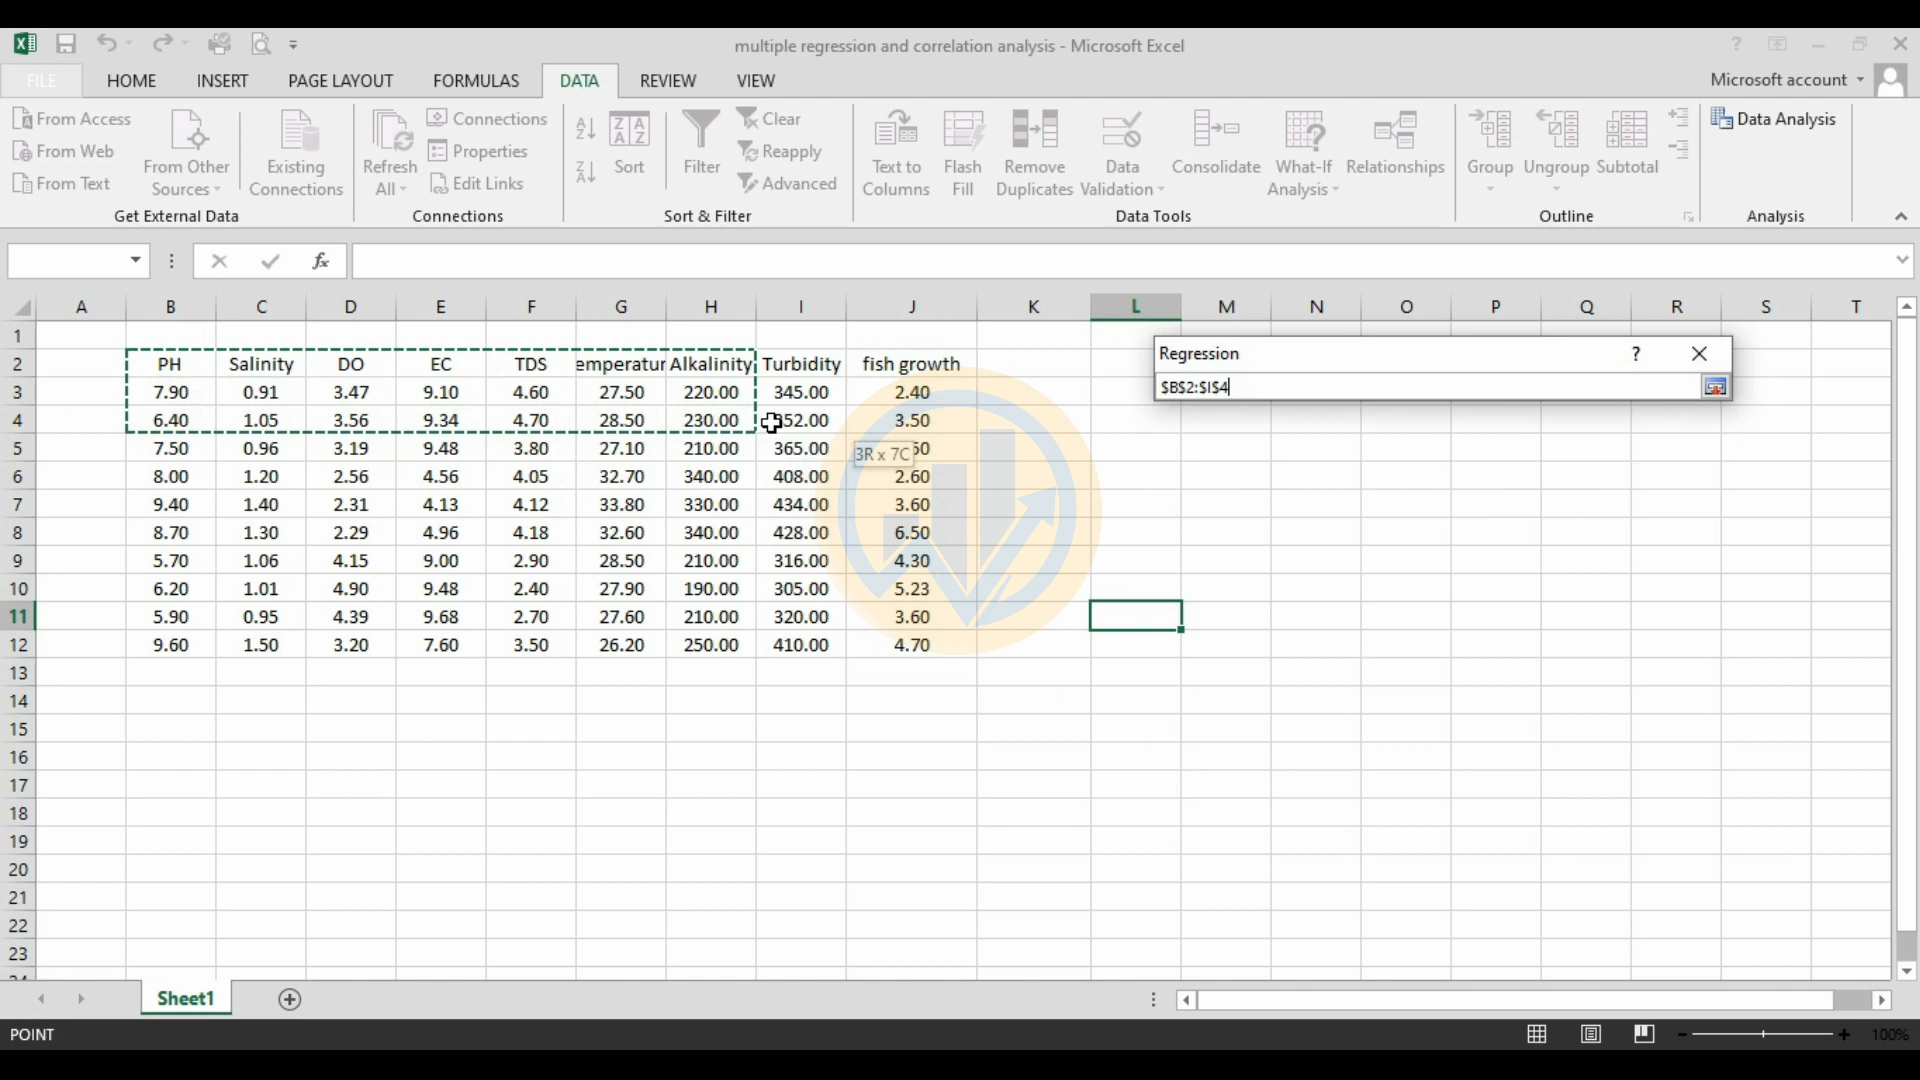 multiple regression and correlation analysis - Microsoft Excel
FILE HOME INSERT PAGE LAYOUT FORMULAS DATA REVIEW VIEW Microsoft account
From Access
From Web
From Text
From Other
Sources
Existing
Connections
Get External Data
Refresh
All
Connections
Properties
Edit Links
Connections
Sort
Filter
Clear
Reapply
Advanced
Sort & Filter
Text to
Columns
Flash
Fill
Remove
Duplicates
Data
Validation
Consolidate
What-If
Analysis
Relationships
Data Tools
Group
Ungroup
Subtotal
Outline
Data Analysis
Analysis
fx
A B C D E F G H I J K L M N O P Q R S T
1
2 PH Salinity DO EC TDS emperatur Alkalinity Turbidity fish growth
3 7.90 0.91 3.47 9.10 4.60 27.50 220.00 345.00 2.40
4 6.40 1.05 3.56 9.34 4.70 28.50 230.00 352.00 3.50
5 7.50 0.96 3.19 9.48 3.80 27.10 210.00 365.00 50
6 8.00 1.20 2.56 4.56 4.05 32.70 340.00 408.00 2.60
7 9.40 1.40 2.31 4.13 4.12 33.80 330.00 434.00 3.60
8 8.70 1.30 2.29 4.96 4.18 32.60 340.00 428.00 6.50
9 5.70 1.06 4.15 9.00 2.90 28.50 210.00 316.00 4.30
10 6.20 1.01 4.90 9.48 2.40 27.90 190.00 305.00 5.23
11 5.90 0.95 4.39 9.68 2.70 27.60 210.00 320.00 3.60
12 9.60 1.50 3.20 7.60 3.50 26.20 250.00 410.00 4.70
13
14
15
16
17
18
19
20
21
22
23
3R x 7C
Regression ?
$B$2:$I$4
Sheet1
POINT
100%